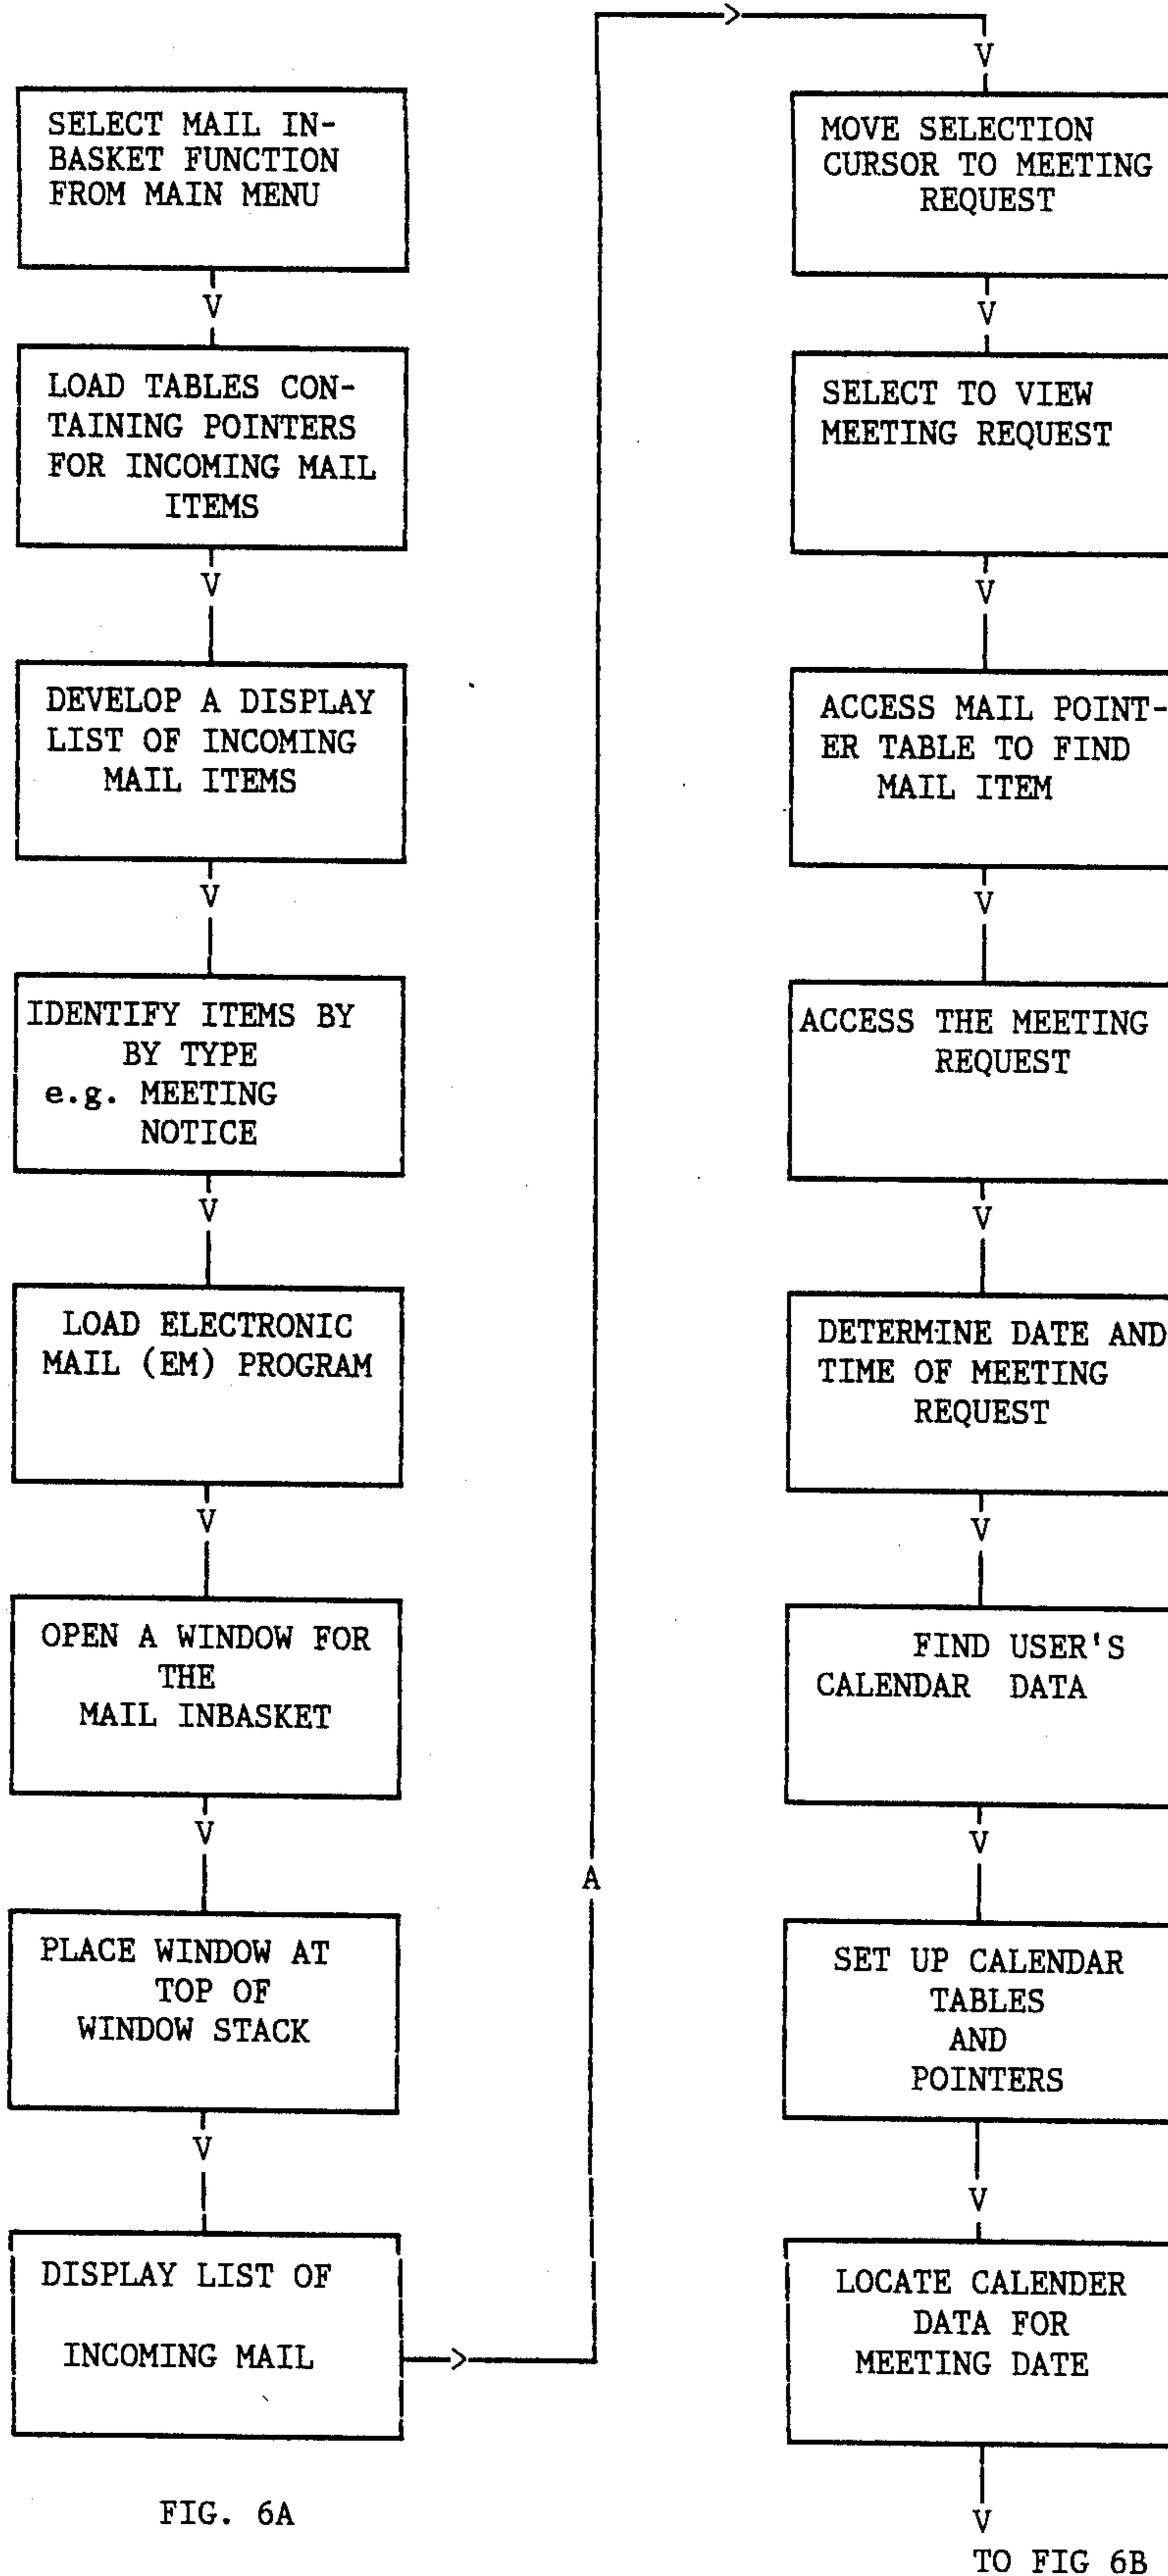 SELECT MAIL IN-
BASKET FUNCTION
FROM MAIN MENU
V
LOAD TABLES CON-
TAINING POINTERS
FOR INCOMING MAIL
ITEMS
V
DEVELOP A DISPLAY
LIST OF INCOMING
MAIL ITEMS
V
IDENTIFY ITEMS BY
BY TYPE
e.g. MEETING
NOTICE
V
LOAD ELECTRONIC
MAIL (EM) PROGRAM
V
OPEN A WINDOW FOR
THE
MAIL INBASKET
V
PLACE WINDOW AT
TOP OF
WINDOW STACK
V
DISPLAY LIST OF
INCOMING MAIL
>
A
>
V
MOVE SELECTION
CURSOR TO MEETING
REQUEST
V
SELECT TO VIEW
MEETING REQUEST
V
ACCESS MAIL POINT-
ER TABLE TO FIND
MAIL ITEM
V
ACCESS THE MEETING
REQUEST
V
DETERMINE DATE AND
TIME OF MEETING
REQUEST
V
FIND USER'S
CALENDAR DATA
V
SET UP CALENDAR
TABLES
AND
POINTERS
V
LOCATE CALENDER
DATA FOR
MEETING DATE
V
TO FIG 6B
FIG. 6A